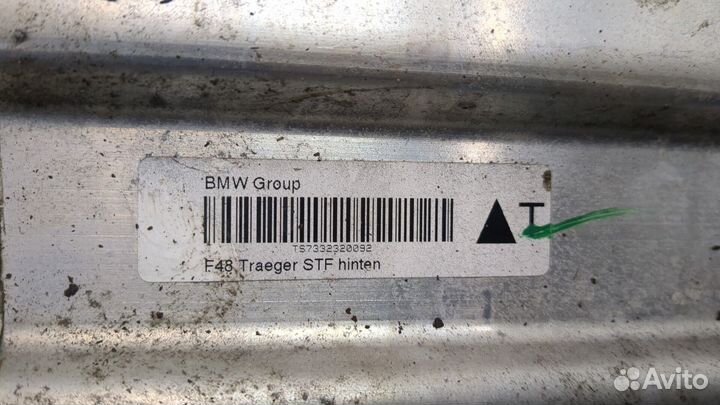 BMW Group
T
TS7332320092
F48 Traeger STF hinten
Avito